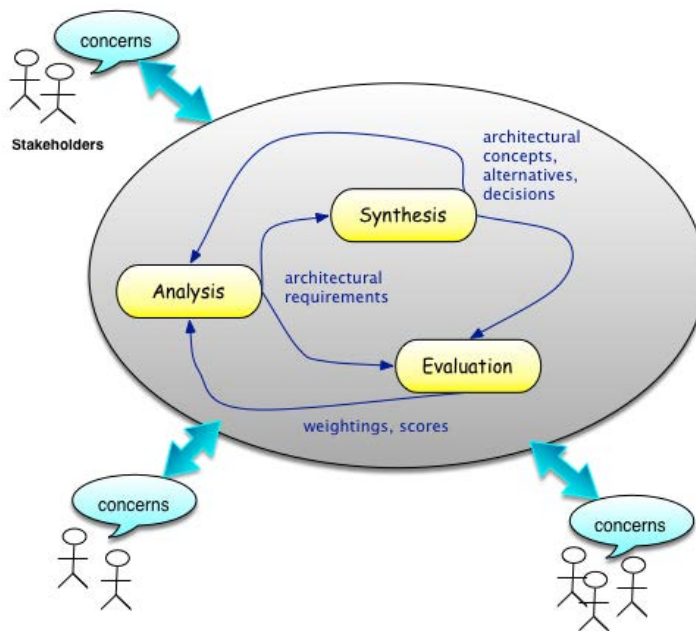 concerns
Stakeholders
architectural
concepts,
alternatives,
decisions
Synthesis
Analysis
architectural
requirements
Evaluation
weightings, scores
concerns
concerns